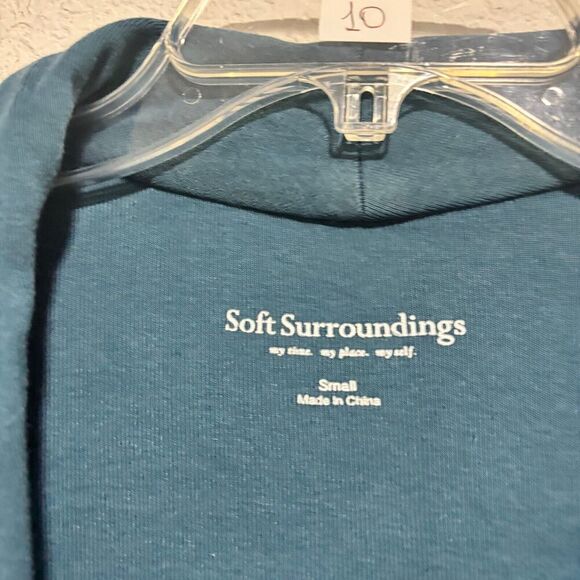 10
Soft Surroundings
my time. my place. my self.
Small
Made in China